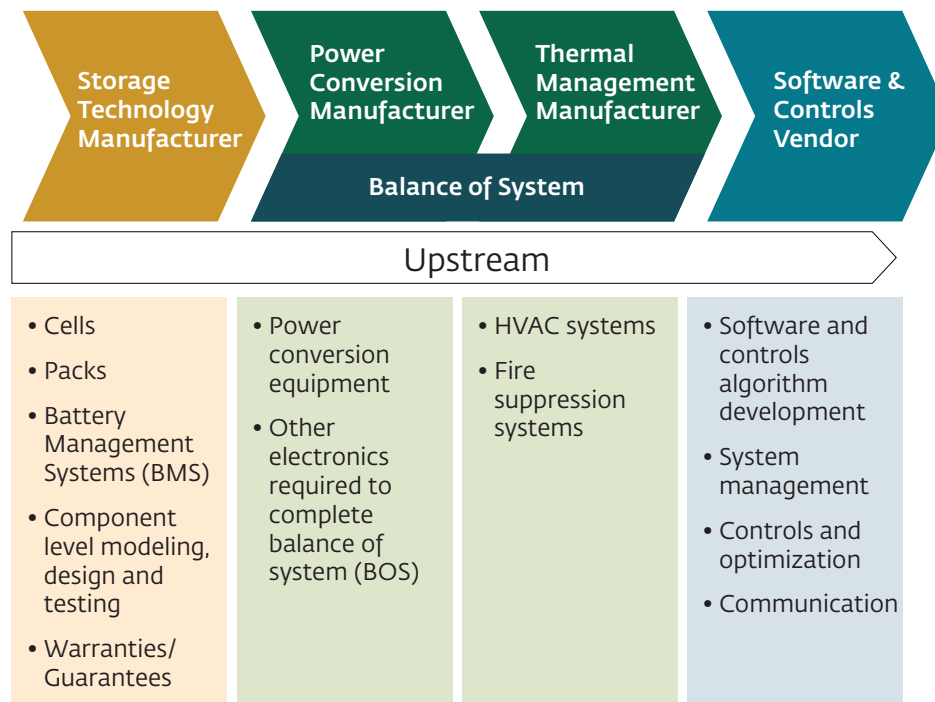 Storage
Technology
Manufacturer
Power
Conversion
Manufacturer
Thermal
Management
Manufacturer
Software &
Controls
Vendor
Balance of System
Upstream
• Cells
• Packs
• Battery
Management
Systems (BMS)
• Component
level modeling,
design and
testing
• Warranties/
Guarantees
• Power
conversion
equipment
• Other
electronics
required to
complete
balance of
system (BOS)
• HVAC systems
• Fire
suppression
systems
• Software and
controls
algorithm
development
• System
management
• Controls and
optimization
• Communication